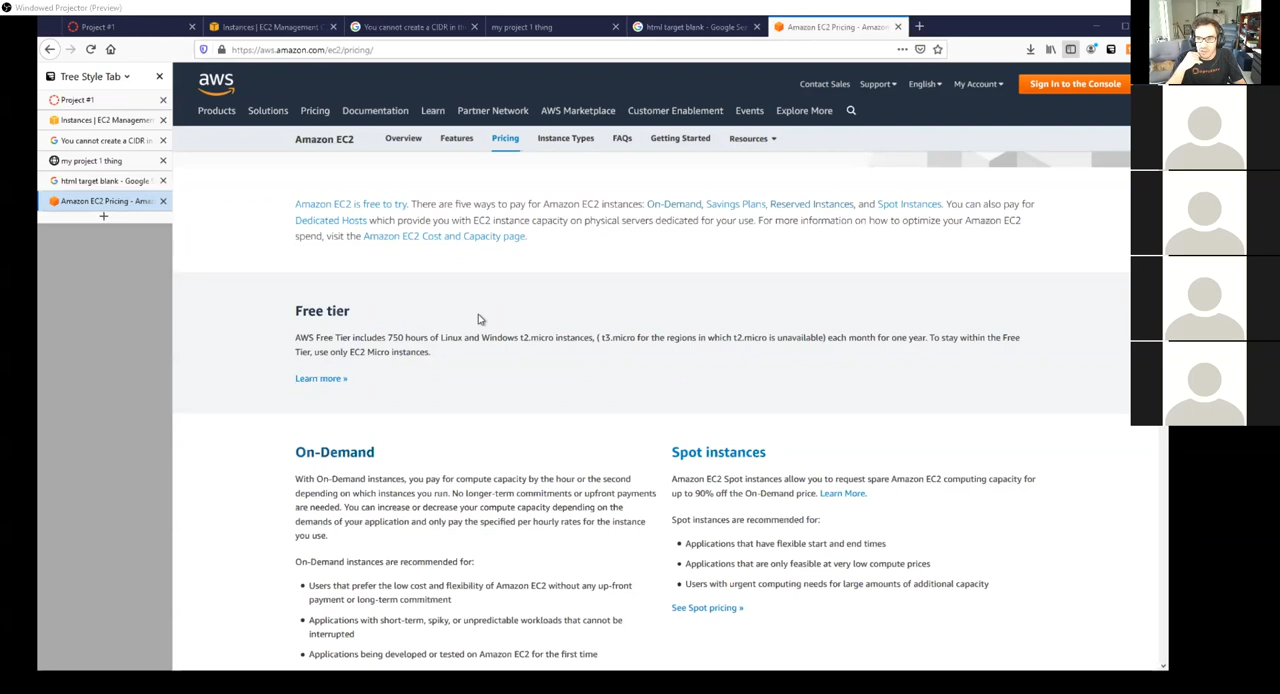 Windowed Projector (Preview)
Project #1
Instances | EC2 Management C
You cannot create a CIDR in th
my project 1 thing
html target blank - Google Sea
Amazon EC2 Pricing - Amazon
https://aws.amazon.com/ec2/pricing/
Tree Style Tab
Project #1
Instances | EC2 Managemen
You cannot create a CIDR in
my project 1 thing
html target blank - Google S
Amazon EC2 Pricing - Amaz
aws
Contact Sales Support English My Account Sign In to the Console
Products Solutions Pricing Documentation Learn Partner Network AWS Marketplace Customer Enablement Events Explore More
Amazon EC2 Overview Features Pricing Instance Types FAQs Getting Started Resources
Amazon EC2 is free to try. There are five ways to pay for Amazon EC2 instances: On-Demand, Savings Plans, Reserved Instances, and Spot Instances. You can also pay for
Dedicated Hosts which provide you with EC2 instance capacity on physical servers dedicated for your use. For more information on how to optimize your Amazon EC2
spend, visit the Amazon EC2 Cost and Capacity page.
Free tier
AWS Free Tier includes 750 hours of Linux and Windows t2.micro instances, ( t3.micro for the regions in which t2.micro is unavailable) each month for one year. To stay within the Free
Tier, use only EC2 Micro instances.
Learn more »
On-Demand
With On-Demand instances, you pay for compute capacity by the hour or the second
depending on which instances you run. No longer-term commitments or upfront payments
are needed. You can increase or decrease your compute capacity depending on the
demands of your application and only pay the specified per hourly rates for the instance
you use.
On-Demand instances are recommended for:
• Users that prefer the low cost and flexibility of Amazon EC2 without any up-front
payment or long-term commitment
• Applications with short-term, spiky, or unpredictable workloads that cannot be
interrupted
• Applications being developed or tested on Amazon EC2 for the first time
Spot instances
Amazon EC2 Spot instances allow you to request spare Amazon EC2 computing capacity for
up to 90% off the On-Demand price. Learn More.
Spot instances are recommended for:
• Applications that have flexible start and end times
• Applications that are only feasible at very low compute prices
• Users with urgent computing needs for large amounts of additional capacity
See Spot pricing »